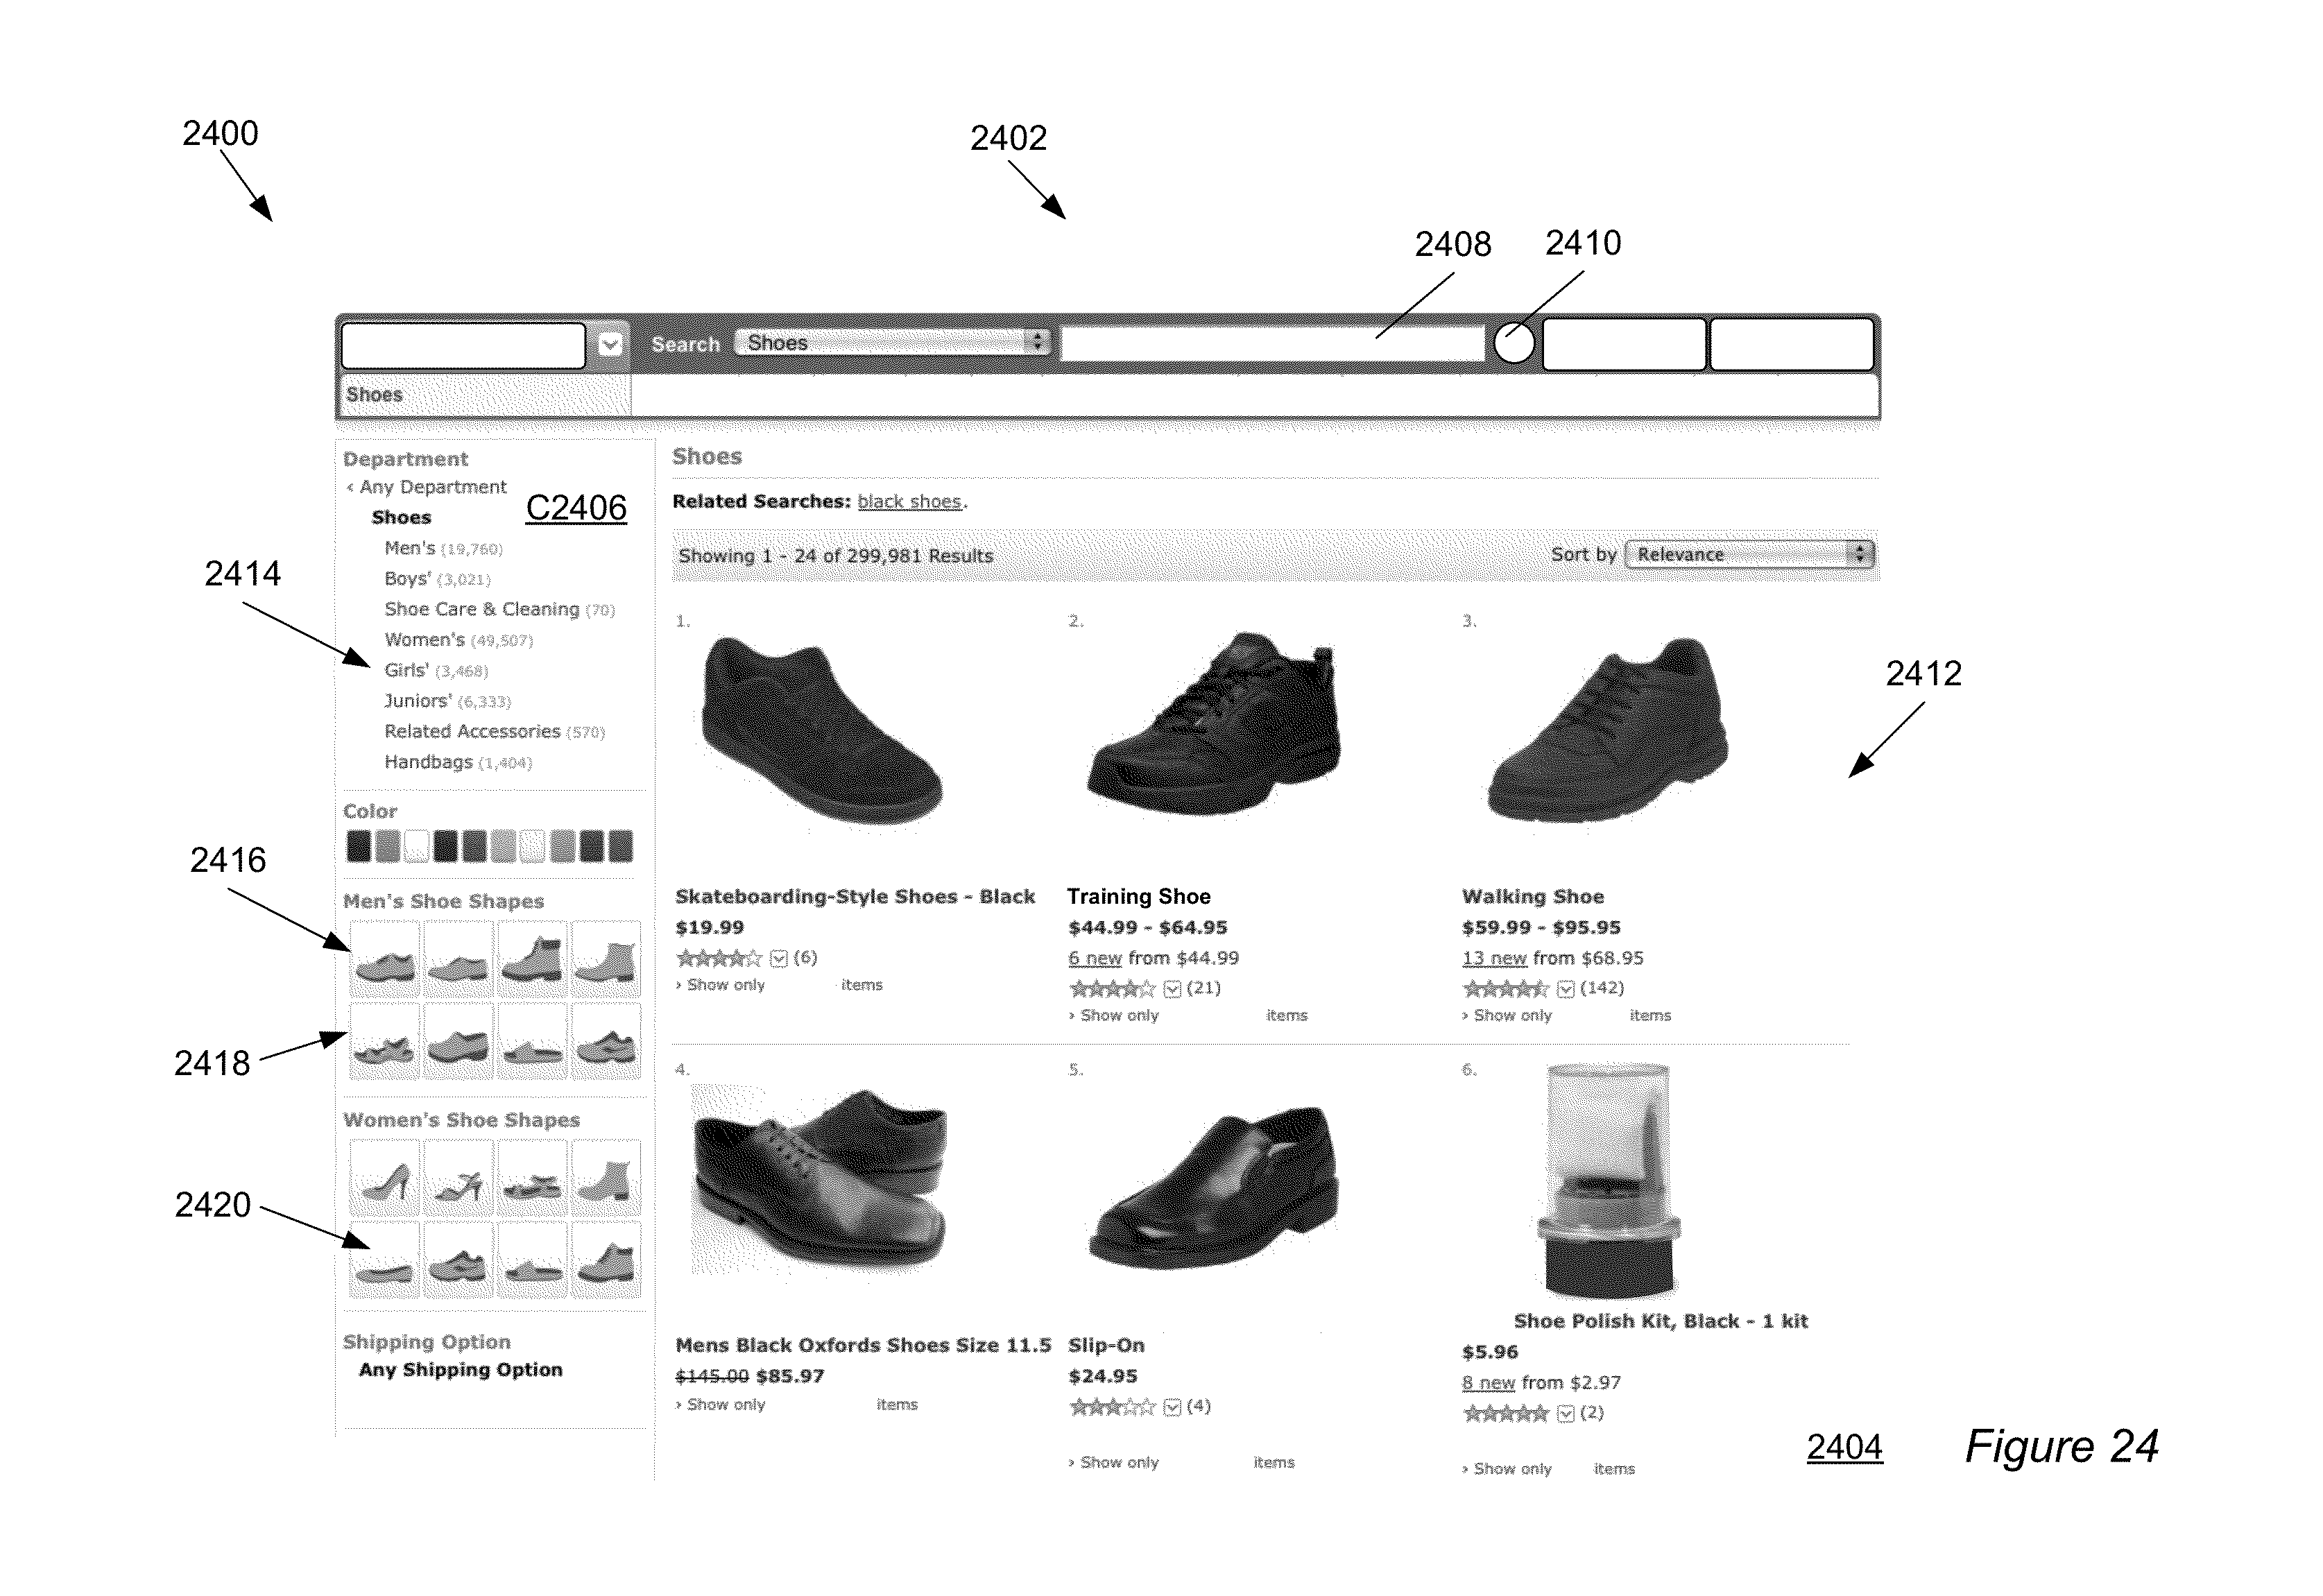 2400
2402
2408
2410
Search
Shoes
Shoes
Department
‹ Any Department
C2406
Shoes
Men's (19,760)
Boys' (3,021)
Shoe Care & Cleaning (70)
Women's (49,507)
Girls' (3,468)
Juniors' (6,333)
Related Accessories (570)
Handbags (1,404)
2414
Color
2416
Men's Shoe Shapes
2418
Women's Shoe Shapes
2420
Shipping Option
Any Shipping Option
Shoes
Related Searches: black shoes.
Showing 1 - 24 of 299,981 Results
Sort by Relevance
2412
1.
Skateboarding-Style Shoes - Black
$19.99
(6)
› Show only items
2.
Training Shoe
$44.99 - $64.95
6 new from $44.99
(21)
› Show only items
3.
Walking Shoe
$59.99 - $95.95
13 new from $68.95
(142)
› Show only items
4.
Mens Black Oxfords Shoes Size 11.5
$145.00 $85.97
› Show only items
5.
Slip-On
$24.95
(4)
› Show only items
6.
Shoe Polish Kit, Black - 1 kit
$5.96
8 new from $2.97
(2)
› Show only items
2404
Figure 24